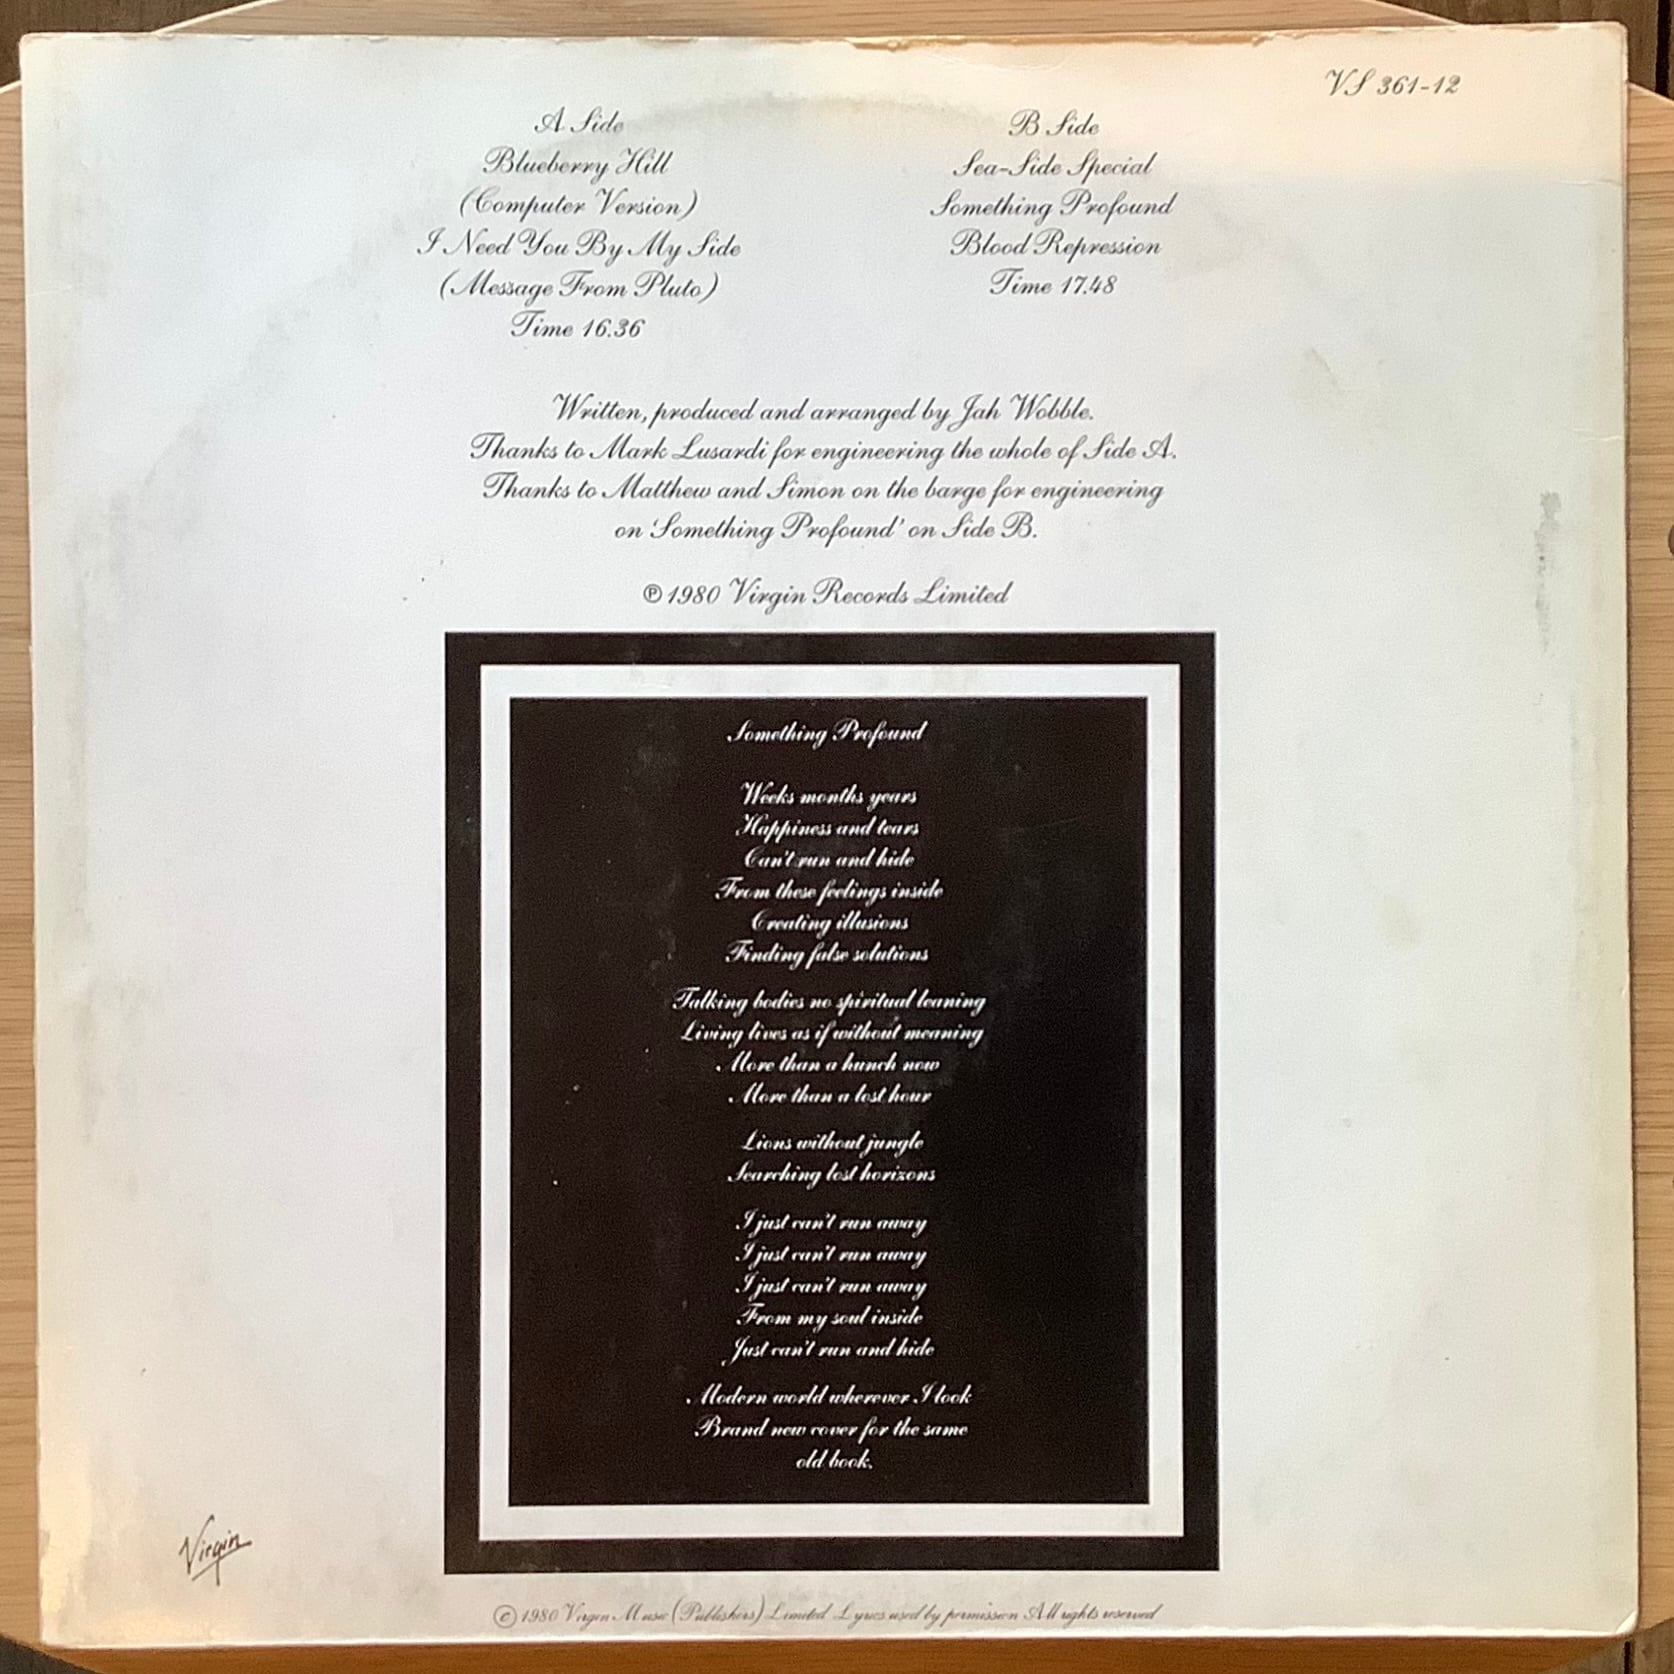 VS 361-12
A Side
Blueberry Hill
(Computer Version)
I Need You By My Side
(Message From Pluto)
Time 16.36
B Side
Sea-Side Special
Something Profound
Blood Repression
Time 17.48
Written, produced and arranged by Jah Wobble.
Thanks to Mark Lusardi for engineering the whole of Side A.
Thanks to Matthew and Simon on the barge for engineering
on 'Something Profound' on Side B.
℗ 1980 Virgin Records Limited
Something Profound
Weeks months years
Happiness and tears
Can't run and hide
From these feelings inside
Creating illusions
Finding false solutions
Talking bodies no spiritual leaning
Living lives as if without meaning
More than a hunch now
More than a lost hour
Lions without jungle
Searching lost horizons
I just can't run away
I just can't run away
I just can't run away
From my soul inside
Just can't run and hide
Modern world wherever I look
Brand new cover for the same
old book.
Virgin
© 1980 Virgin Music (Publishers) Limited Lyrics used by permission All rights reserved